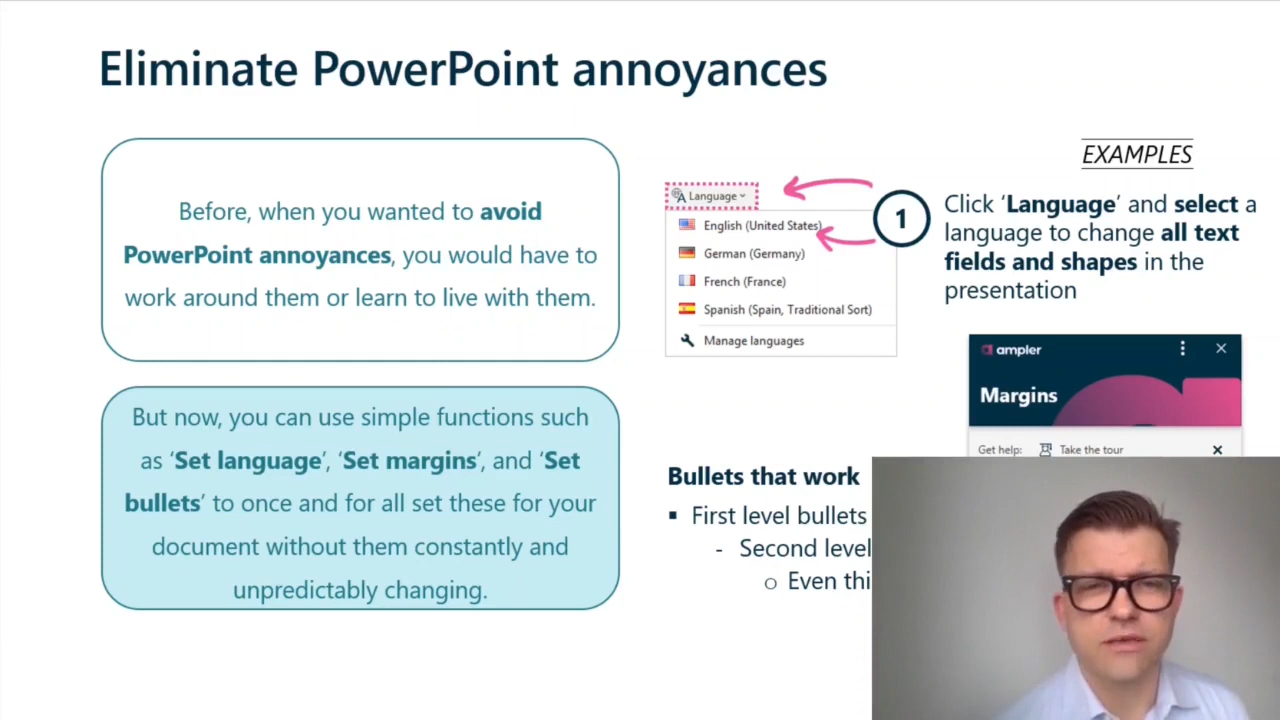 Eliminate PowerPoint annoyances
Before, when you wanted to avoid
PowerPoint annoyances, you would have to
work around them or learn to live with them.
But now, you can use simple functions such
as ‘Set language’, ‘Set margins’, and ‘Set
bullets’ to once and for all set these for your
document without them constantly and
unpredictably changing.
EXAMPLES
Language
English (United States)
German (Germany)
French (France)
Spanish (Spain, Traditional Sort)
Manage languages
1
Click ‘Language’ and select a
language to change all text
fields and shapes in the
presentation
ampler
Margins
Get help: Take the tour
Bullets that work
First level bullets
- Second level
o Even thi